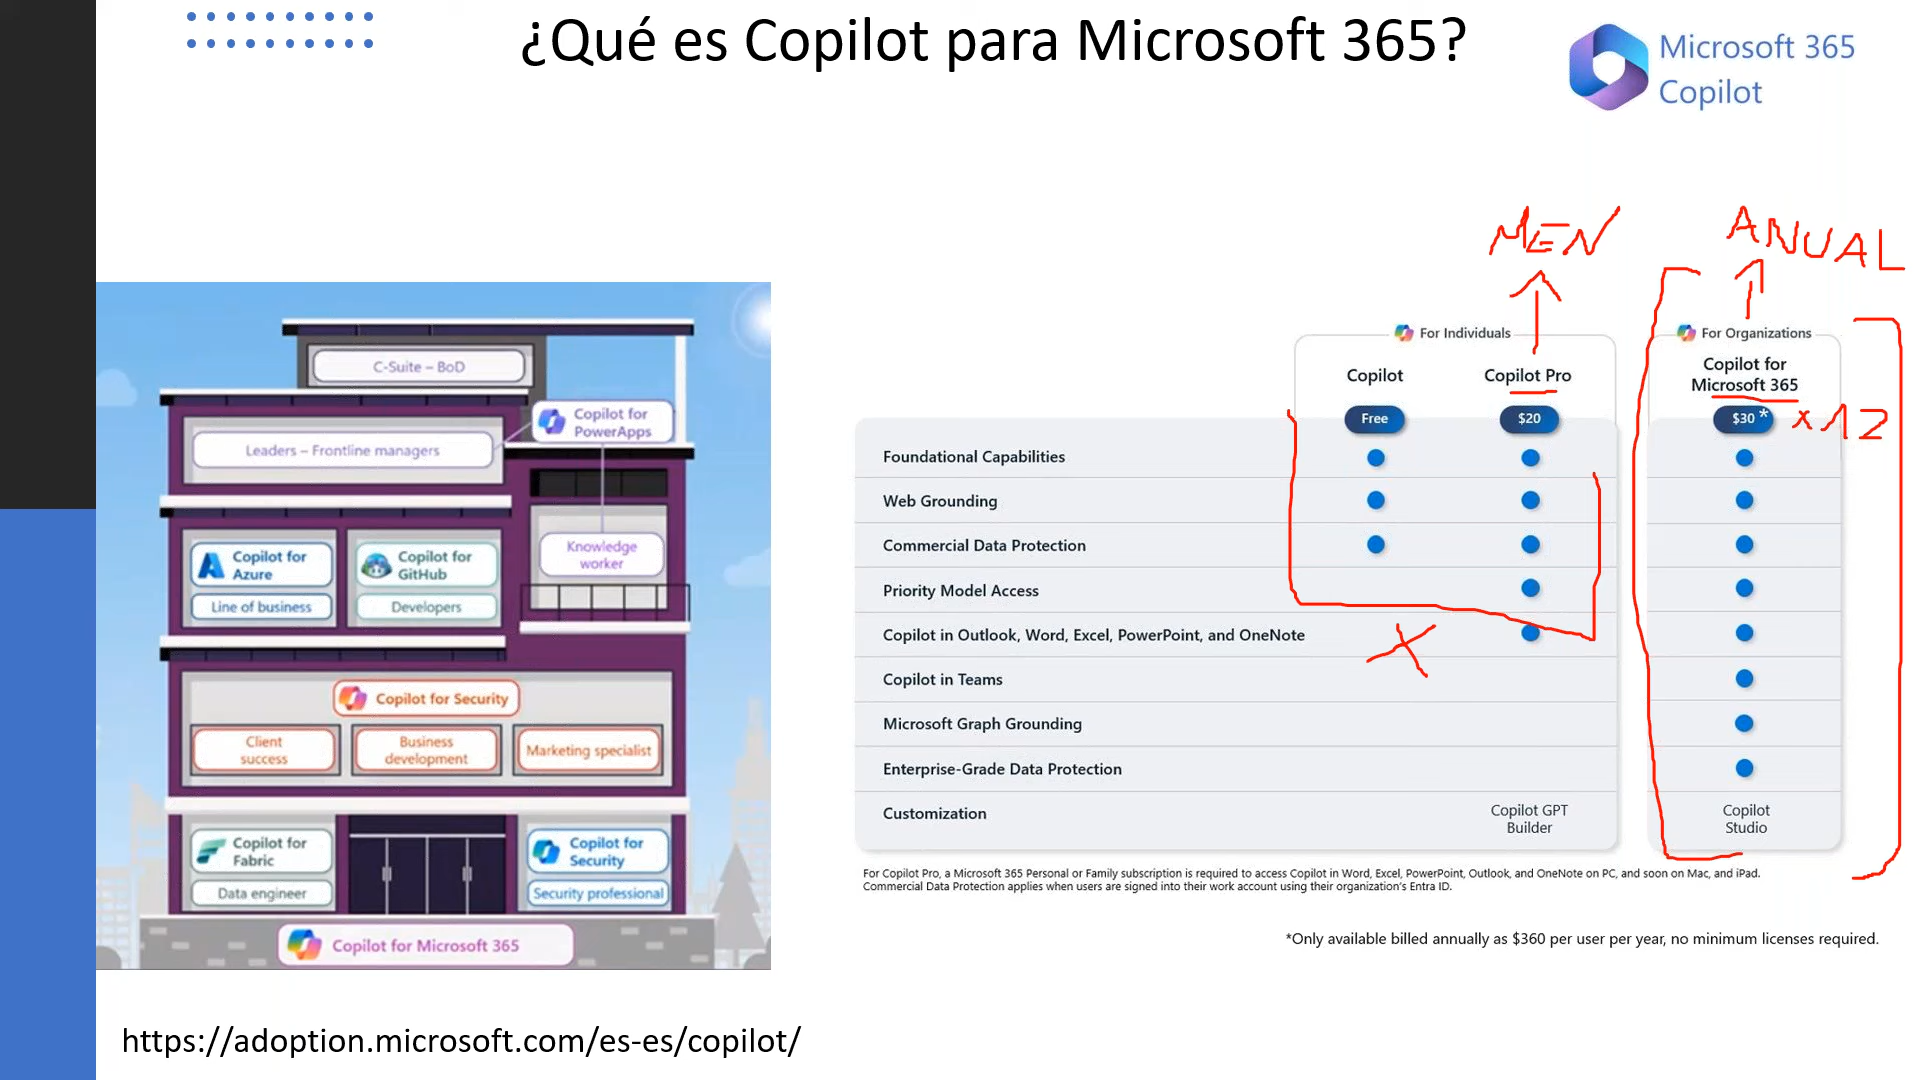 ¿Qué es Copilot para Microsoft 365?
Microsoft 365
Copilot
C-Suite – BoD
Copilot for
PowerApps
Leaders – Frontline managers
Copilot for
Azure
Line of business
Copilot for
GitHub
Developers
Knowledge
worker
Copilot for Security
Client
success
Business
development
Marketing specialist
Copilot for
Fabric
Data engineer
Copilot for
Security
Security professional
Copilot for Microsoft 365
MEN
ANUAL
For Individuals
For Organizations
Copilot
Copilot Pro
Copilot for
Microsoft 365
Free
$20
$30 *
x 12
Foundational Capabilities
Web Grounding
Commercial Data Protection
Priority Model Access
Copilot in Outlook, Word, Excel, PowerPoint, and OneNote
Copilot in Teams
Microsoft Graph Grounding
Enterprise-Grade Data Protection
Customization
Copilot GPT
Builder
Copilot
Studio
For Copilot Pro, a Microsoft 365 Personal or Family subscription is required to access Copilot in Word, Excel, PowerPoint, Outlook, and OneNote on PC, and soon on Mac, and iPad.
Commercial Data Protection applies when users are signed into their work account using their organization's Entra ID.
*Only available billed annually as $360 per user per year, no minimum licenses required.
https://adoption.microsoft.com/es-es/copilot/